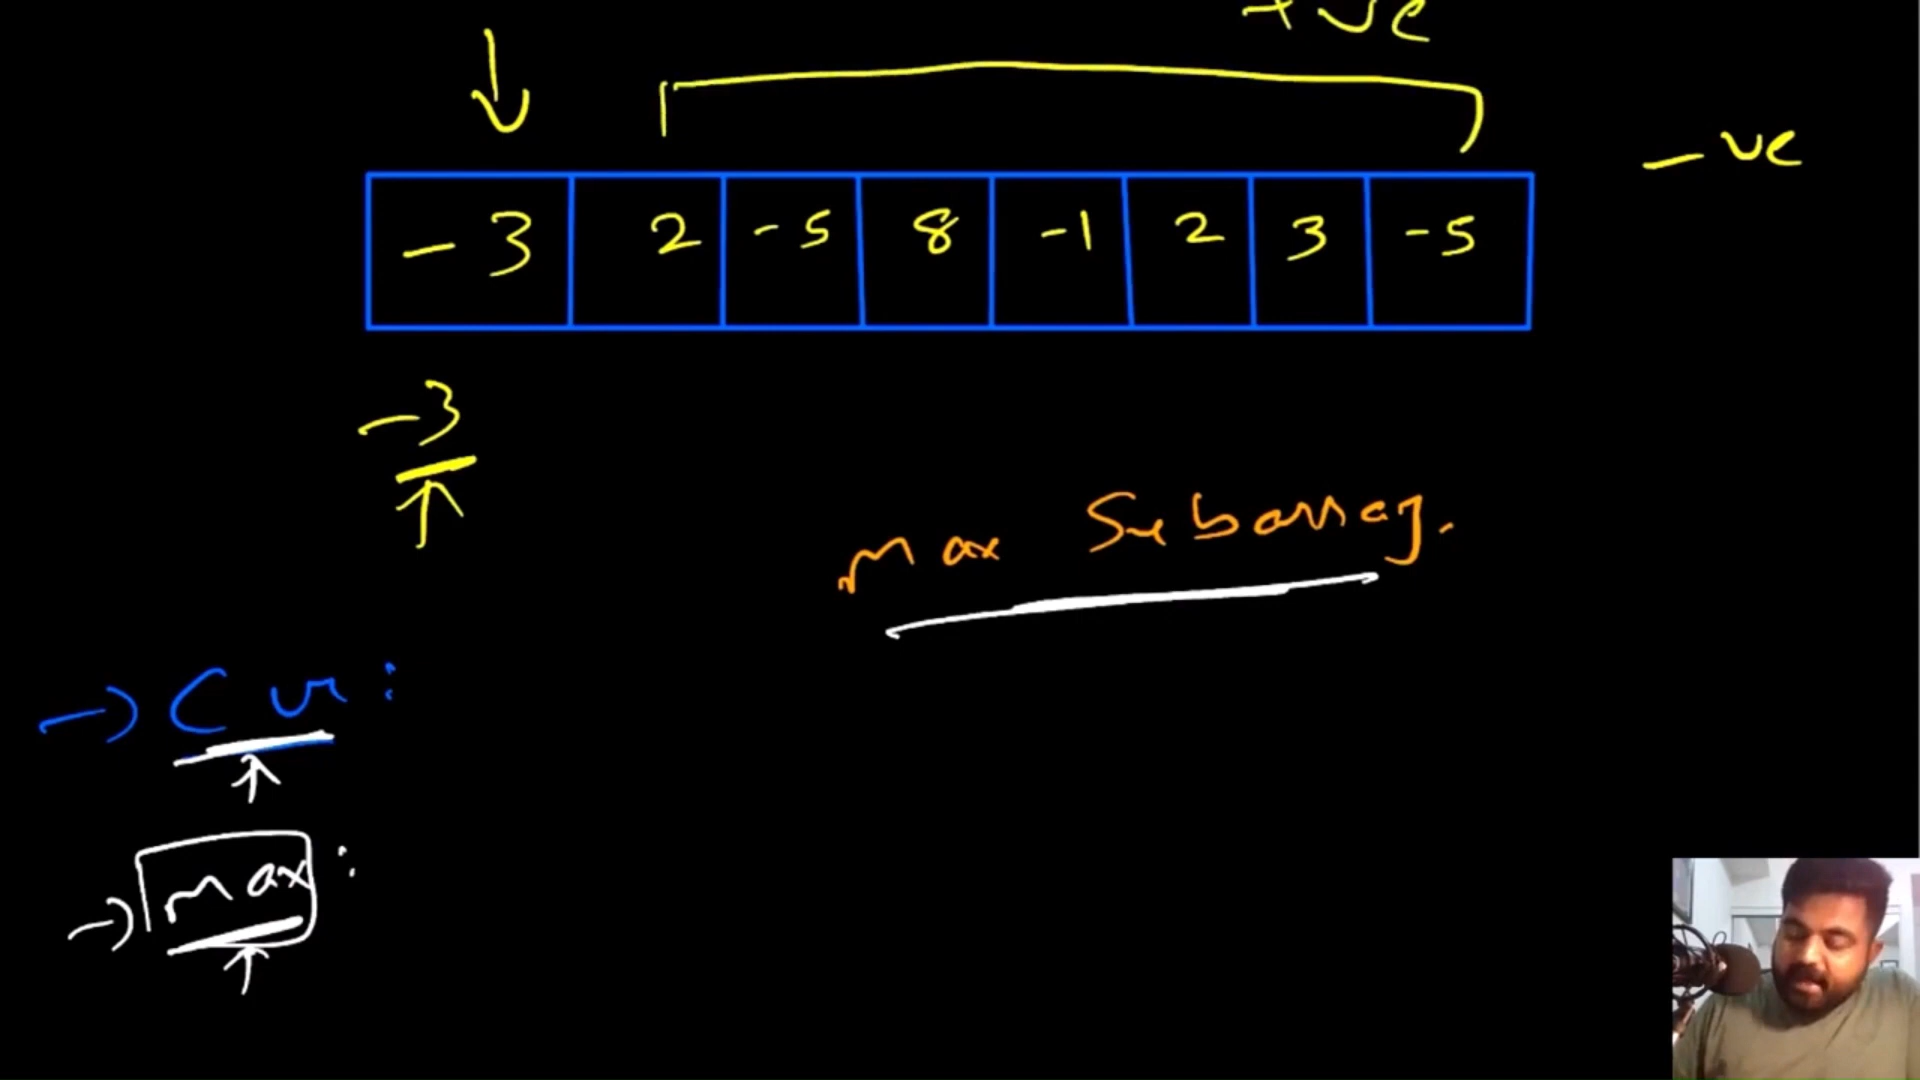 +ve
-ve
-3 2 -5 8 -1 2 3 -5
-3
max Subarray.
→ Cur:
→ max: